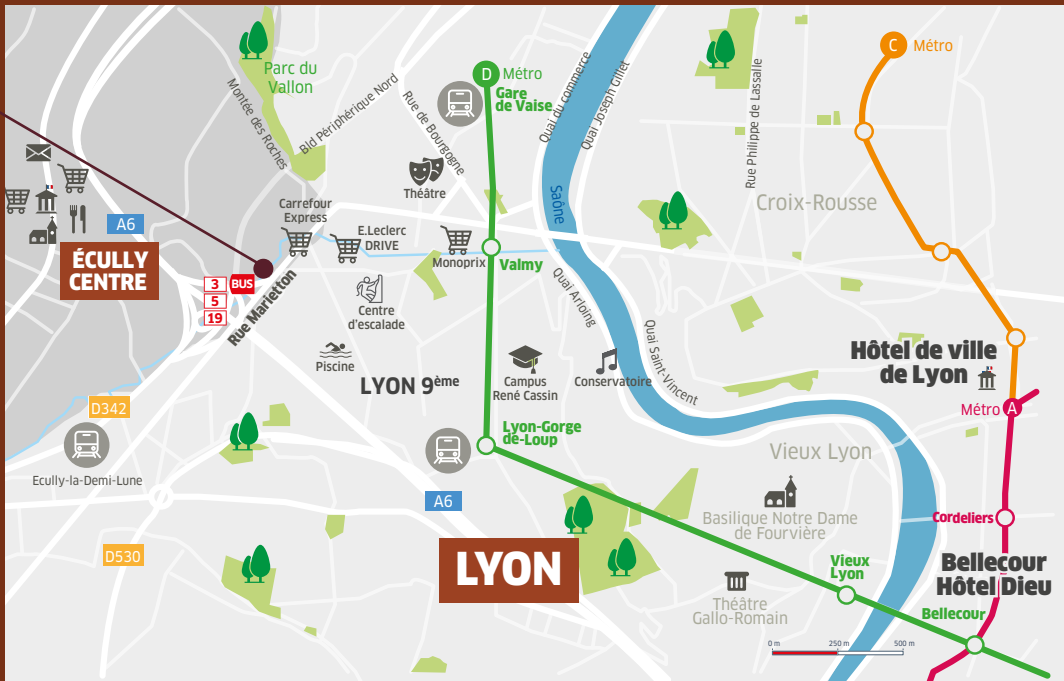 C Métro
Parc du
Vallon
D Métro
Gare
de Vaise
Montée des Roches
Bld Périphérique Nord
Rue de Bourgogne
Quai du commerce
Quai Joseph Gillet
Rue Philippe de Lassalle
Théâtre
Saône
Croix-Rousse
A6
Carrefour
Express
E.Leclerc
DRIVE
Monoprix
Valmy
ÉCULLY
CENTRE
3
BUS
5
19
Rue Marietton
Centre
d'escalade
Quai Arloing
Quai Saint-Vincent
Piscine
LYON 9ème
Campus
René Cassin
Conservatoire
Hôtel de ville
de Lyon
Métro A
D342
Ecully-la-Demi-Lune
Lyon-Gorge
de-Loup
Vieux Lyon
A6
Basilique Notre Dame
de Fourvière
Cordeliers
D530
LYON
Vieux
Lyon
Bellecour
Hôtel Dieu
Théâtre
Gallo-Romain
Bellecour
0 m
250 m
500 m